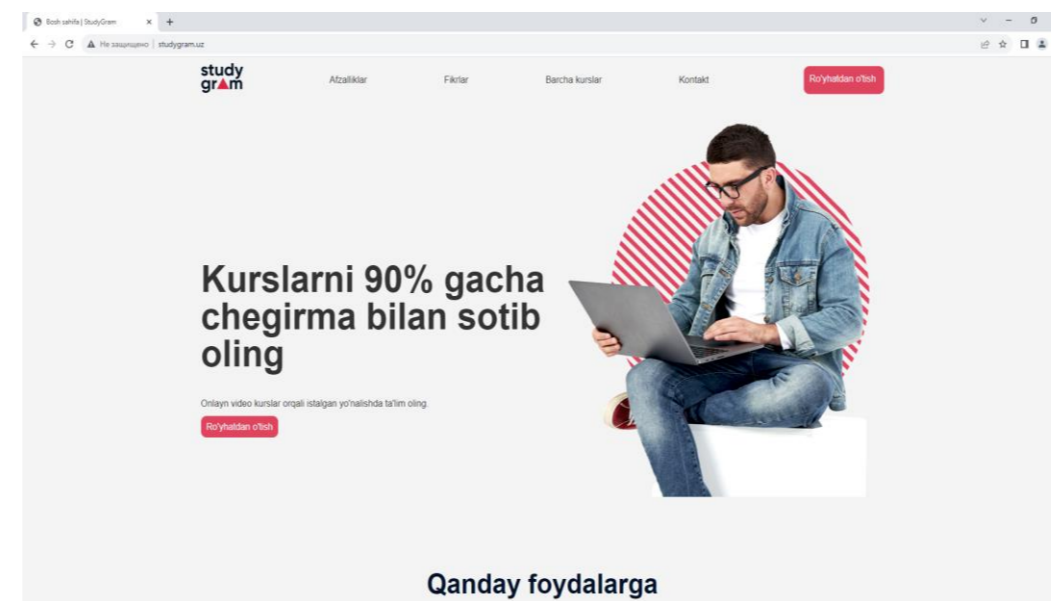 Bosh sahifa | StudyGram
Не защищено | studygram.uz
study
gram
Afzalliklar
Fikrlar
Barcha kurslar
Kontakt
Ro'yhatdan o'tish
Kurslarni 90% gacha
chegirma bilan sotib
oling
Onlayn video kurslar orqali istalgan yo'nalishda ta'lim oling.
Ro'yhatdan o'tish
Qanday foydalarga